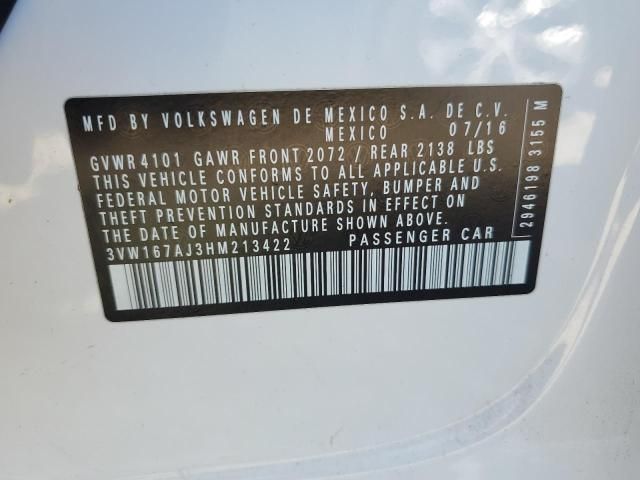 MFD BY VOLKSWAGEN DE MEXICO S.A. DE C.V.
MEXICO 07/16
GVWR 4101 GAWR FRONT 2072 / REAR 2138 LBS
THIS VEHICLE CONFORMS TO ALL APPLICABLE U.S.
FEDERAL MOTOR VEHICLE SAFETY, BUMPER AND
THEFT PREVENTION STANDARDS IN EFFECT ON
THE DATE OF MANUFACTURE SHOWN ABOVE.
3VW167AJ3HM213422 PASSENGER CAR
2946198 3155 M